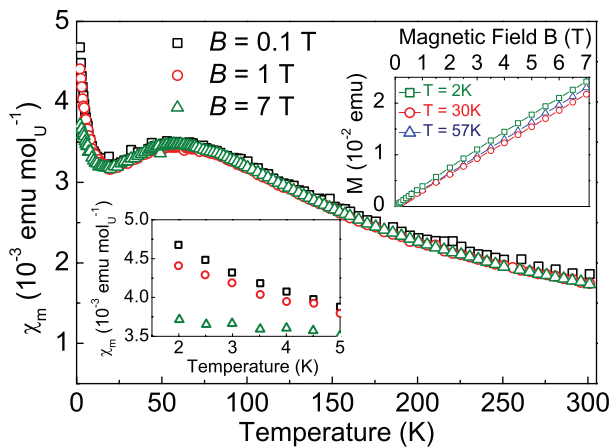 B = 0.1 T
B = 1 T
B = 7 T
Magnetic Field B (T)
0 1 2 3 4 5 6 7
T = 2K
T = 30K
T = 57K
M (10⁻² emu)
2
1
0
χₘ (10⁻³ emu mol_U⁻¹)
5
4
3
2
1
χₘ (10⁻³ emu mol_U⁻¹)
5.0
4.5
4.0
3.5
2 3 4 5
Temperature (K)
0 50 100 150 200 250 300
Temperature (K)